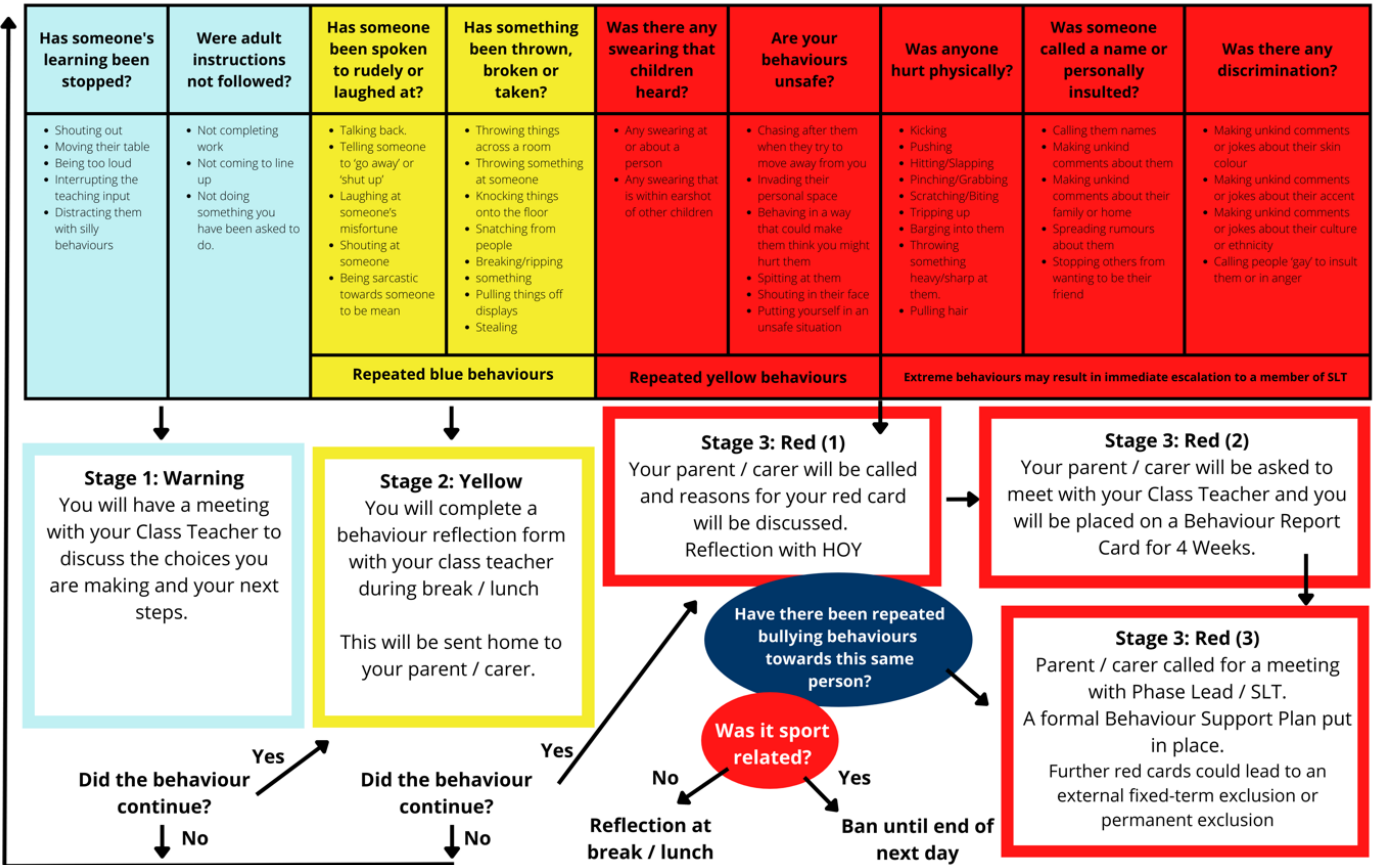 Has someone's
learning been
stopped?
Were adult
instructions
not followed?
Has someone
been spoken
to rudely or
laughed at?
Has something
been thrown,
broken or
taken?
Was there any
swearing that
children
heard?
Are your
behaviours
unsafe?
Was anyone
hurt physically?
Was someone
called a name or
personally
insulted?
Was there any
discrimination?
• Shouting out
• Moving their table
• Being too loud
• Interrupting the
teaching input
• Distracting them
with silly
behaviours
• Not completing
work
• Not coming to line
up
• Not doing
something you
have been asked to
do.
• Talking back.
• Telling someone
to 'go away' or
'shut up'
• Laughing at
someone's
misfortune
• Shouting at
someone
• Being sarcastic
towards someone
to be mean
• Throwing things
across a room
• Throwing something
at someone
• Knocking things
onto the floor
• Snatching from
people
• Breaking/ripping
• something
• Pulling things off
displays
• Stealing
• Any swearing at
or about a
person
• Any swearing that
is within earshot
of other children
• Chasing after them
when they try to
move away from you
• Invading their
personal space
• Behaving in a way
that could make
them think you might
hurt them
• Spitting at them
• Shouting in their face
• Putting yourself in an
unsafe situation
• Kicking
• Pushing
• Hitting/Slapping
• Pinching/Grabbing
• Scratching/Biting
• Tripping up
• Barging into them
• Throwing
something
heavy/sharp at
them.
• Pulling hair
• Calling them names
• Making unkind
comments about them
• Making unkind
comments about their
family or home
• Spreading rumours
about them
• Stopping others from
wanting to be their
friend
• Making unkind comments
or jokes about their skin
colour
• Making unkind comments
or jokes about their accent
• Making unkind comments
or jokes about their culture
or ethnicity
• Calling people 'gay' to insult
them or in anger
Repeated blue behaviours
Repeated yellow behaviours
Extreme behaviours may result in immediate escalation to a member of SLT
Stage 1: Warning
You will have a meeting
with your Class Teacher to
discuss the choices you
are making and your next
steps.
Stage 2: Yellow
You will complete a
behaviour reflection form
with your class teacher
during break / lunch
This will be sent home to
your parent / carer.
Stage 3: Red (1)
Your parent / carer will be called
and reasons for your red card
will be discussed.
Reflection with HOY
Stage 3: Red (2)
Your parent / carer will be asked to
meet with your Class Teacher and you
will be placed on a Behaviour Report
Card for 4 Weeks.
Have there been repeated
bullying behaviours
towards this same
person?
Stage 3: Red (3)
Parent / carer called for a meeting
with Phase Lead / SLT.
A formal Behaviour Support Plan put
in place.
Further red cards could lead to an
external fixed-term exclusion or
permanent exclusion
Was it sport
related?
Yes
Did the behaviour
continue?
No
Yes
Did the behaviour
continue?
No
No
Reflection at
break / lunch
Yes
Ban until end of
next day